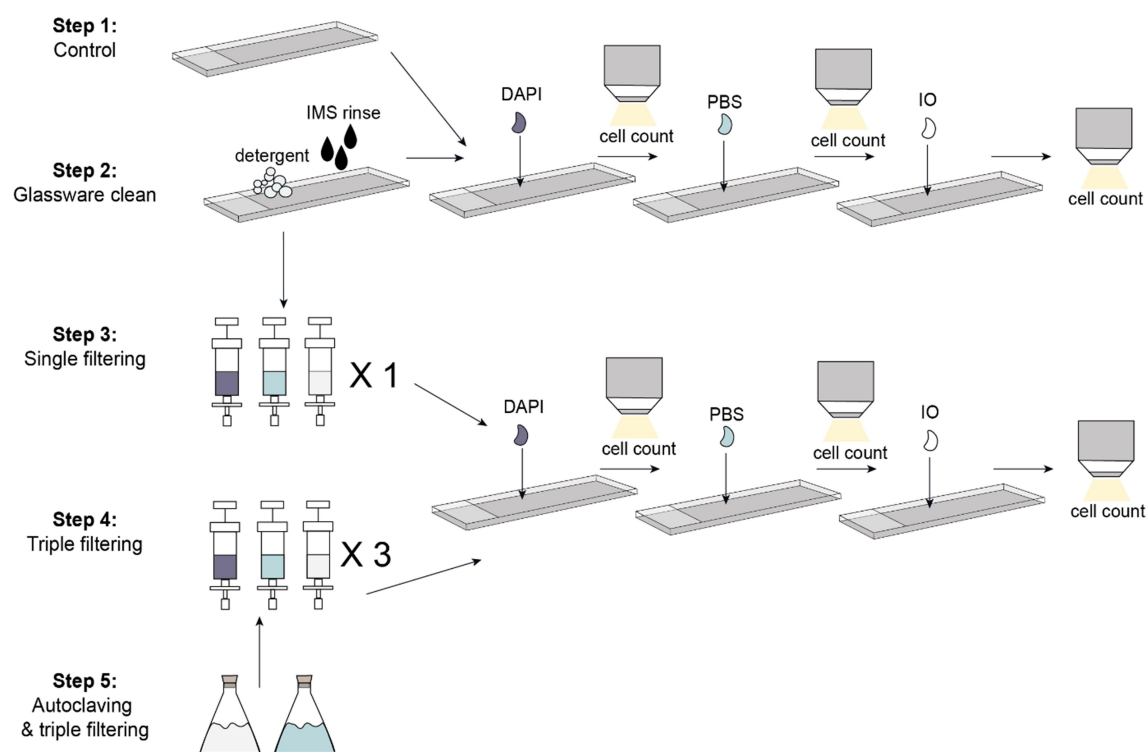 Step 1:
Control
DAPI
cell count
PBS
cell count
IO
cell count
IMS rinse
detergent
Step 2:
Glassware clean
Step 3:
Single filtering
X 1
DAPI
cell count
PBS
cell count
IO
cell count
Step 4:
Triple filtering
X 3
Step 5:
Autoclaving
& triple filtering